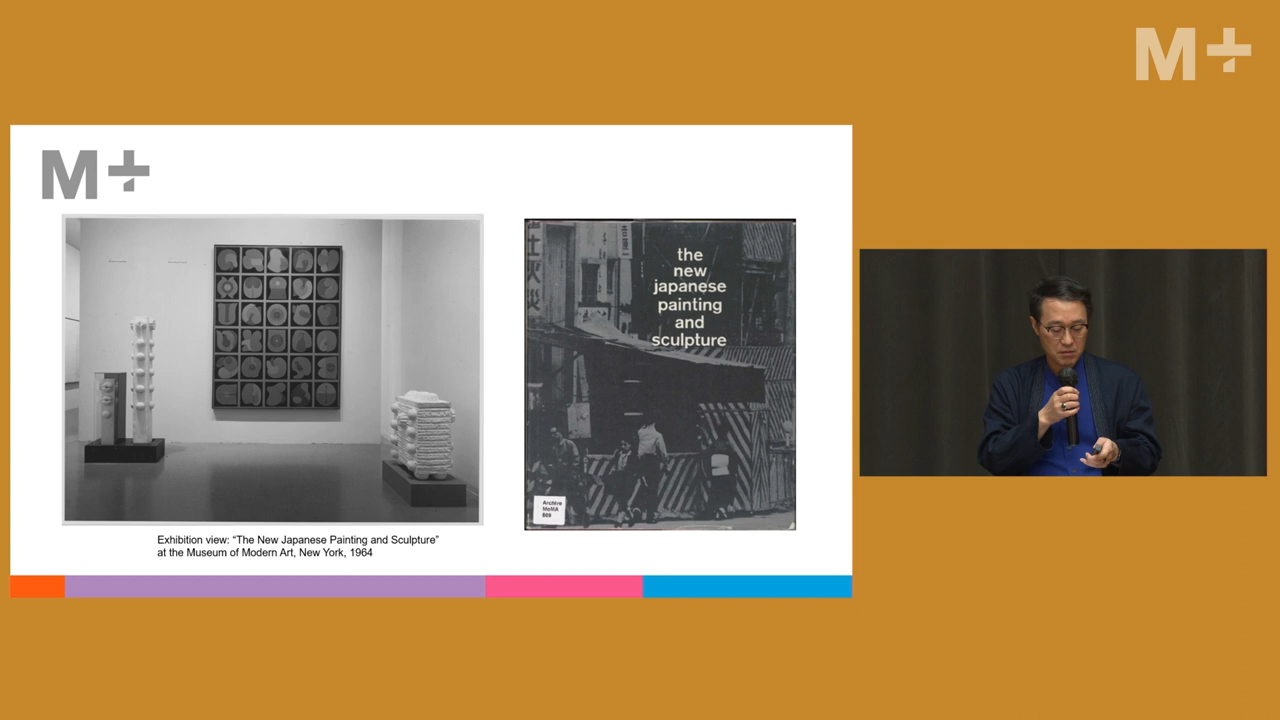 M+
M+
the
new
japanese
painting
and
sculpture
Archive
MoMA
Exhibition view: “The New Japanese Painting and Sculpture”
at the Museum of Modern Art, New York, 1964